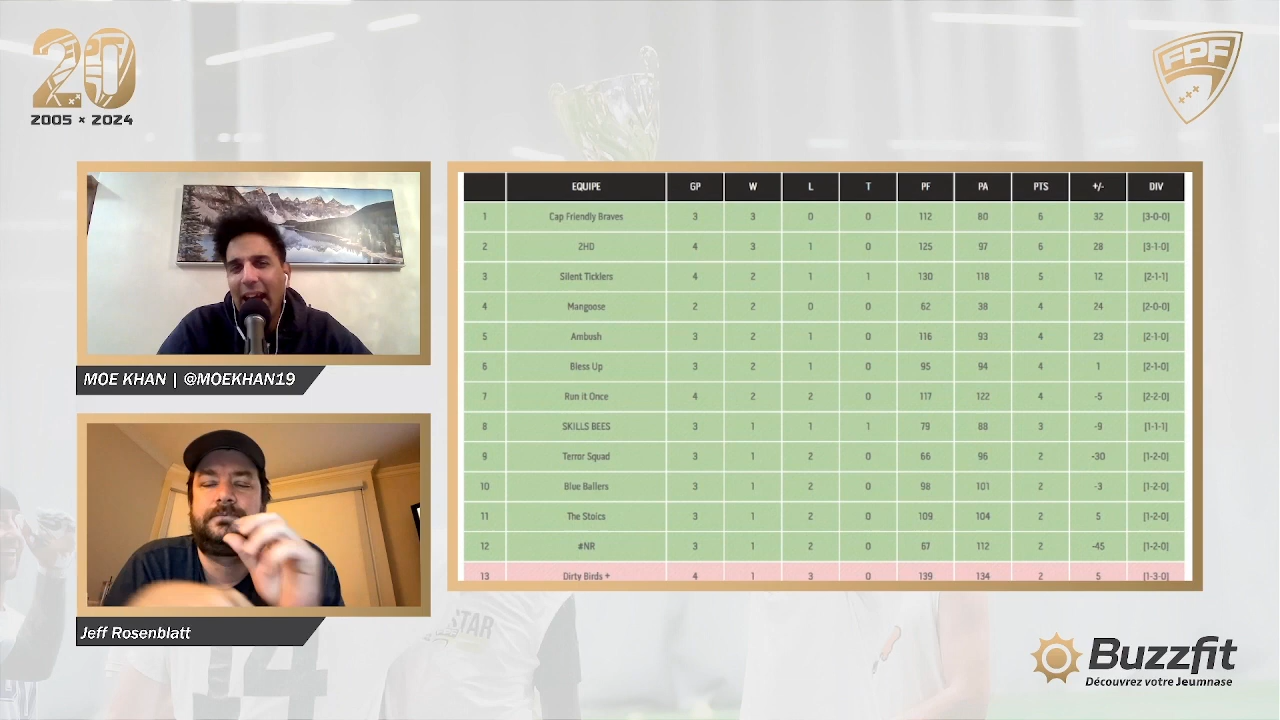 20
2005 × 2024
FPF
MOE KHAN | @MOEKHAN19
Jeff Rosenblatt
EQUIPE GP W L T PF PA PTS +/- DIV
1 Cap Friendly Braves 3 3 0 0 112 80 6 32 [3-0-0]
2 2HD 4 3 1 0 125 97 6 28 [3-1-0]
3 Silent Ticklers 4 2 1 1 130 118 5 12 [2-1-1]
4 Mangoose 2 2 0 0 62 38 4 24 [2-0-0]
5 Ambush 3 2 1 0 116 93 4 23 [2-1-0]
6 Bless Up 3 2 1 0 95 94 4 1 [2-1-0]
7 Run it Once 4 2 2 0 117 122 4 -5 [2-2-0]
8 SKILLS BEES 3 1 1 1 79 88 3 -9 [1-1-1]
9 Terror Squad 3 1 2 0 66 96 2 -30 [1-2-0]
10 Blue Ballers 3 1 2 0 98 101 2 -3 [1-2-0]
11 The Stoics 3 1 2 0 109 104 2 5 [1-2-0]
12 #NR 3 1 2 0 67 112 2 -45 [1-2-0]
13 Dirty Birds + 4 1 3 0 139 134 2 5 [1-3-0]
STAR
14
Buzzfit
Découvrez votre Jeumnase